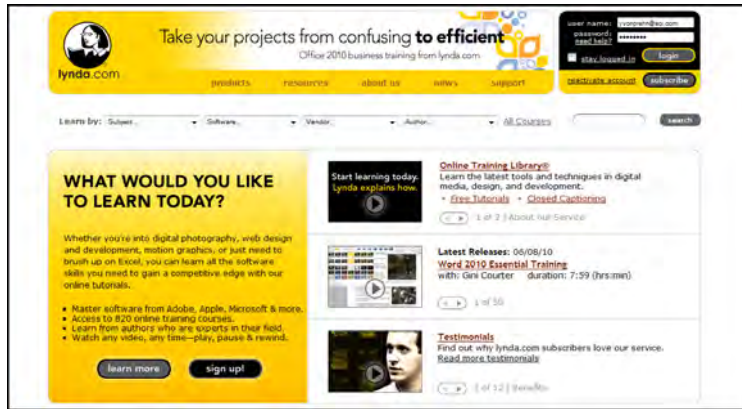 lynda.com
Take your projects from confusing to efficient
Office 2010 business training from lynda.com
products resources about us news support
user name:
password:
need help?
stay logged in
login
reactivate account
subscribe
Learn by: Subject... Software... Vendor... Author... All Courses
search
WHAT WOULD YOU LIKE
TO LEARN TODAY?
Whether you're into digital photography, web design
and development, motion graphics, or just need to
brush up on Excel, you can learn all the software
skills you need to gain a competitive edge with our
online tutorials.
• Master software from Adobe, Apple, Microsoft & more.
• Access to 820 online training courses.
• Learn from authors who are experts in their field.
• Watch any video, any time—play, pause & rewind.
learn more
sign up!
Start learning today.
Lynda explains how.
Online Training Library®
Learn the latest tools and techniques in digital
media, design, and development.
• Free Tutorials • Closed Captioning
1 of 2 | About our Service
Latest Releases: 06/08/10
Word 2010 Essential Training
with: Gini Courter duration: 7:59 (hrs:min)
1 of 50
Testimonials
Find out why lynda.com subscribers love our service.
Read more testimonials
1 of 12 | Benefits